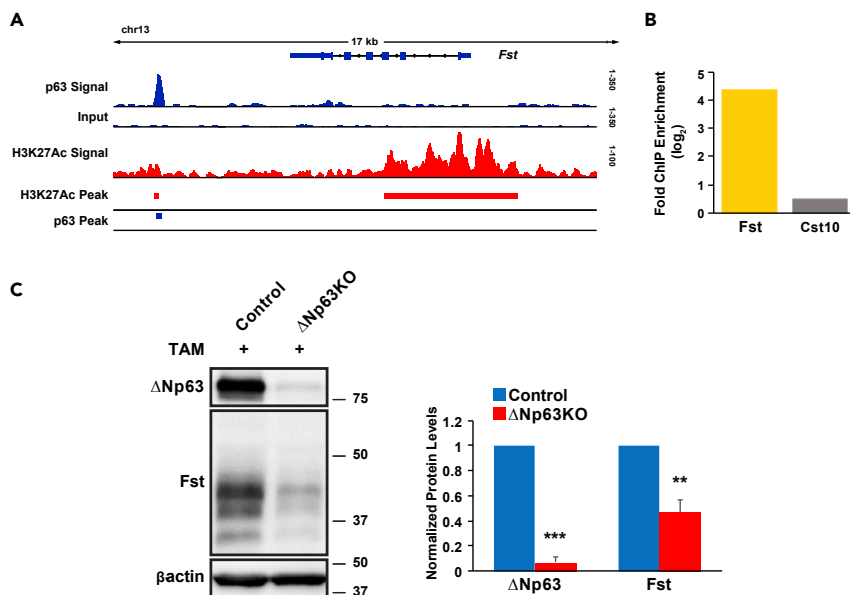 A
chr13
17 kb
Fst
p63 Signal
1-350
Input
1-350
H3K27Ac Signal
1-100
H3K27Ac Peak
p63 Peak
B
Fold ChIP Enrichment
(log2)
5
4
3
2
1
0
Fst
Cst10
C
Control
ΔNp63KO
TAM
+
+
ΔNp63
75
Fst
50
37
βactin
50
37
Control
ΔNp63KO
Normalized Protein Levels
1.2
1
0.8
0.6
0.4
0.2
0
***
**
ΔNp63
Fst